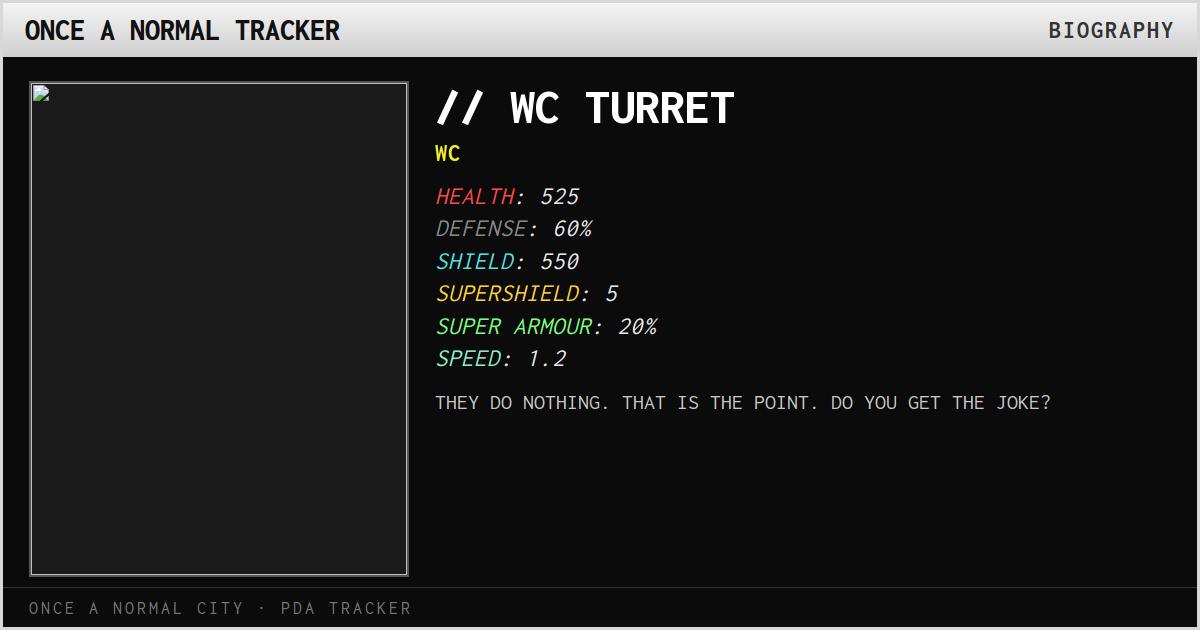 ONCE A NORMAL TRACKER
BIOGRAPHY
// WC TURRET
WC
HEALTH: 525
DEFENSE: 60%
SHIELD: 550
SUPERSHIELD: 5
SUPER ARMOUR: 20%
SPEED: 1.2
THEY DO NOTHING. THAT IS THE POINT. DO YOU GET THE JOKE?
ONCE A NORMAL CITY · PDA TRACKER